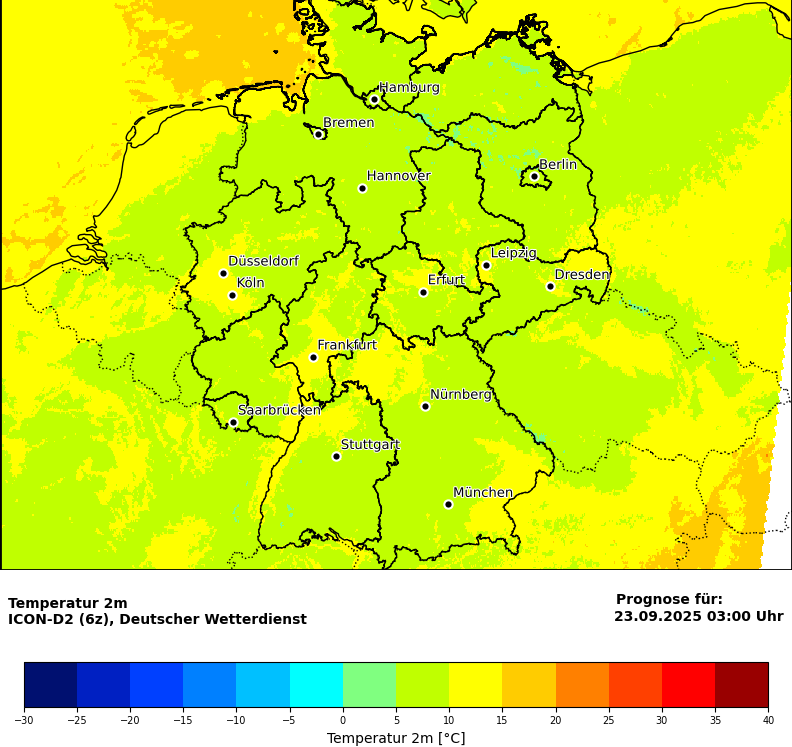 Hamburg
Bremen
Berlin
Hannover
Leipzig
Düsseldorf
Dresden
Köln
Erfurt
Frankfurt
Nürnberg
Saarbrücken
Stuttgart
München
Temperatur 2m
ICON-D2 (6z), Deutscher Wetterdienst
Prognose für:
23.09.2025 03:00 Uhr
−30 −25 −20 −15 −10 −5 0 5 10 15 20 25 30 35 40
Temperatur 2m [°C]